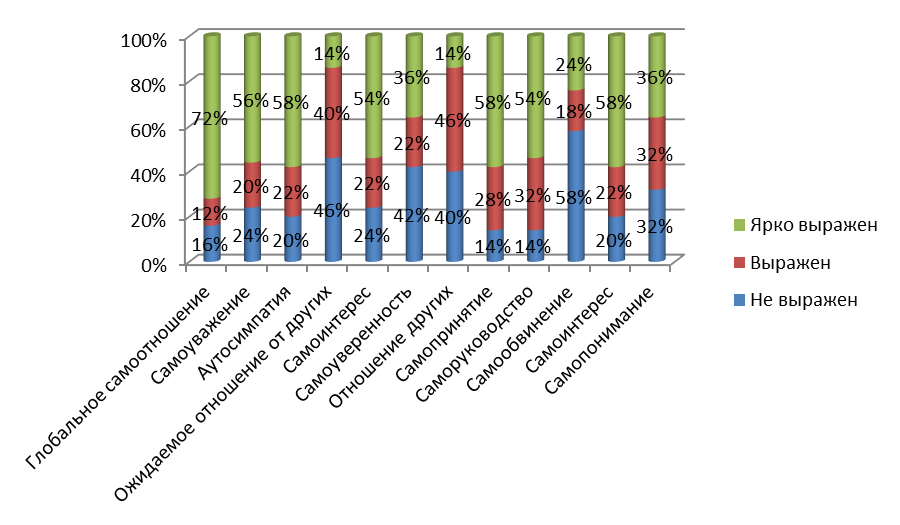 100%
80%
60%
40%
20%
0%
72% 56% 58% 14% 54% 36% 14% 58% 54% 24% 58% 36%
12% 20% 22% 40% 22% 22% 46% 28% 32% 18% 22% 32%
16% 24% 20% 46% 24% 42% 40% 14% 14% 58% 20% 32%
Глобальное самоотношение
Самоуважение
Аутосимпатия
Ожидаемое отношение от других
Самоинтерес
Самоуверенность
Отношение других
Самопринятие
Саморуководство
Самообвинение
Самоинтерес
Самопонимание
Ярко выражен
Выражен
Не выражен